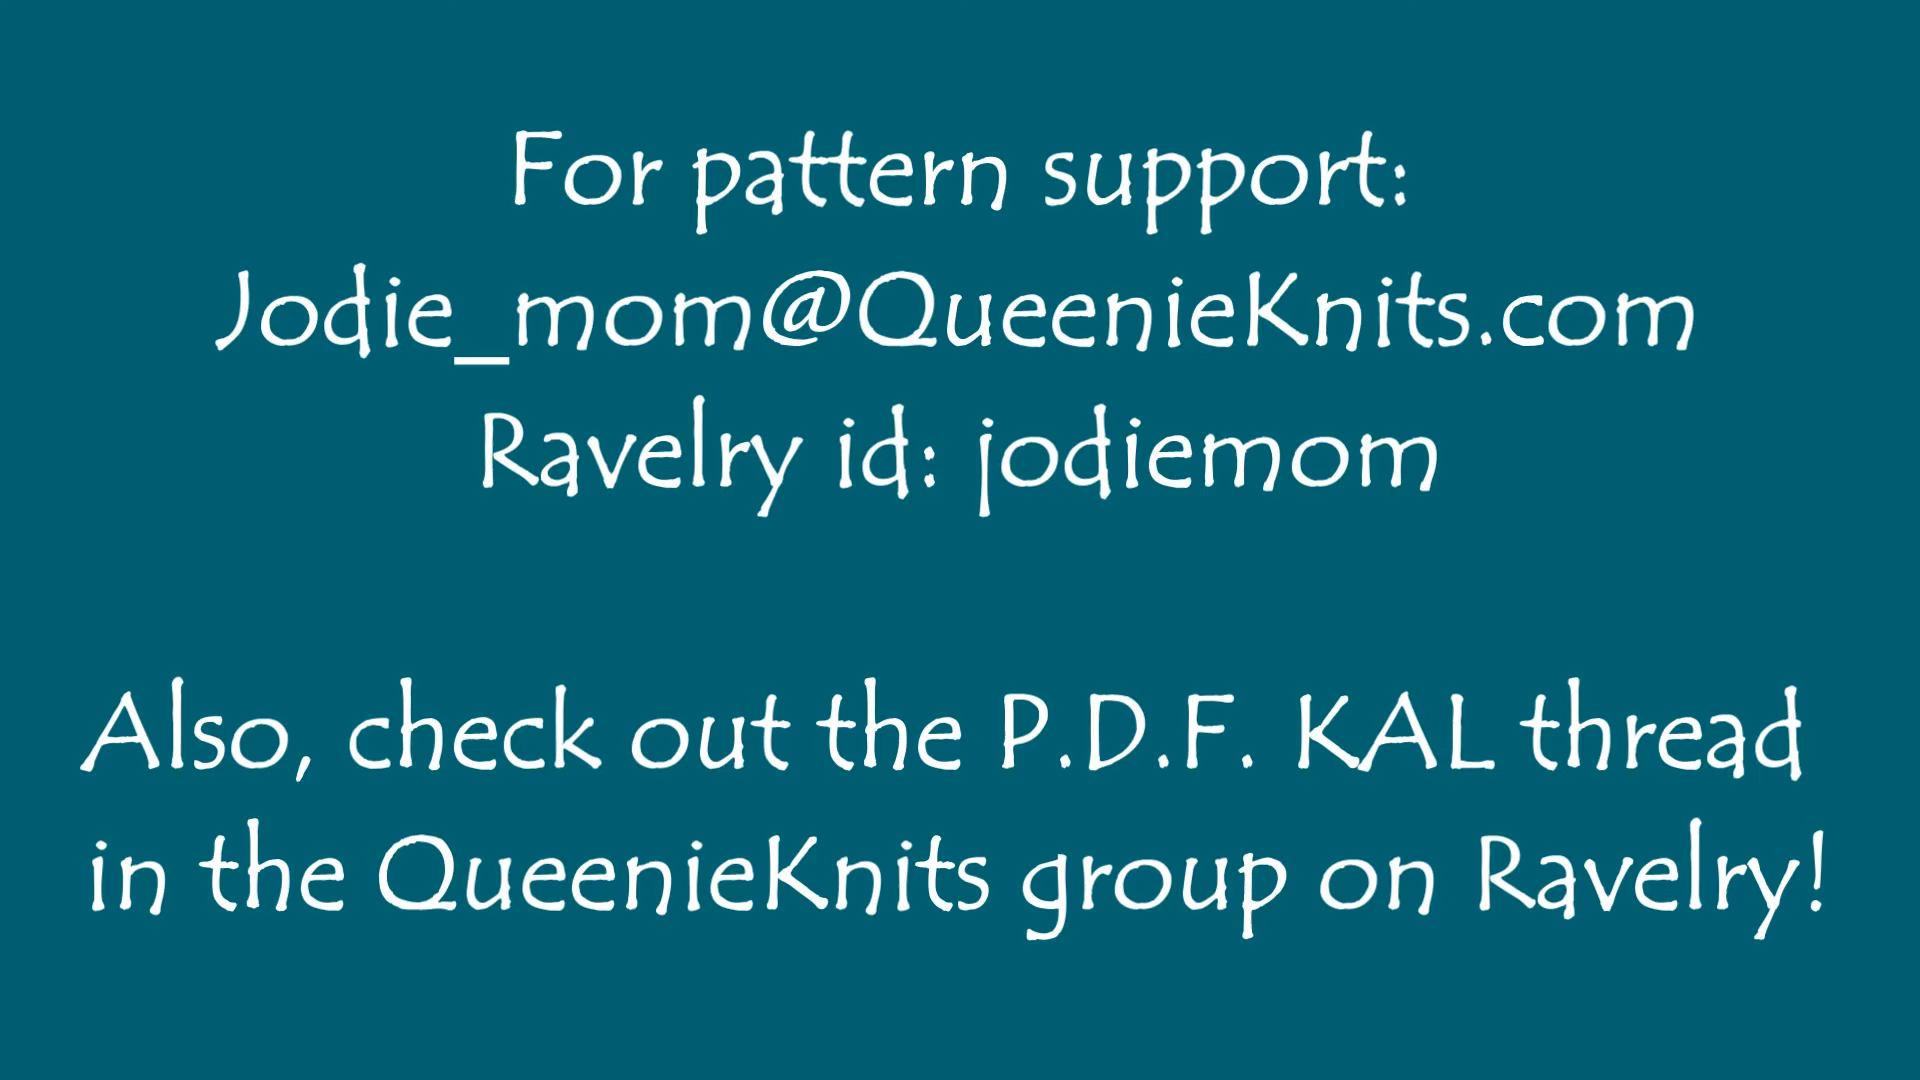 For pattern support:
Jodie_mom@QueenieKnits.com
Ravelry id: jodiemom
Also, check out the P.D.F. KAL thread
in the QueenieKnits group on Ravelry!